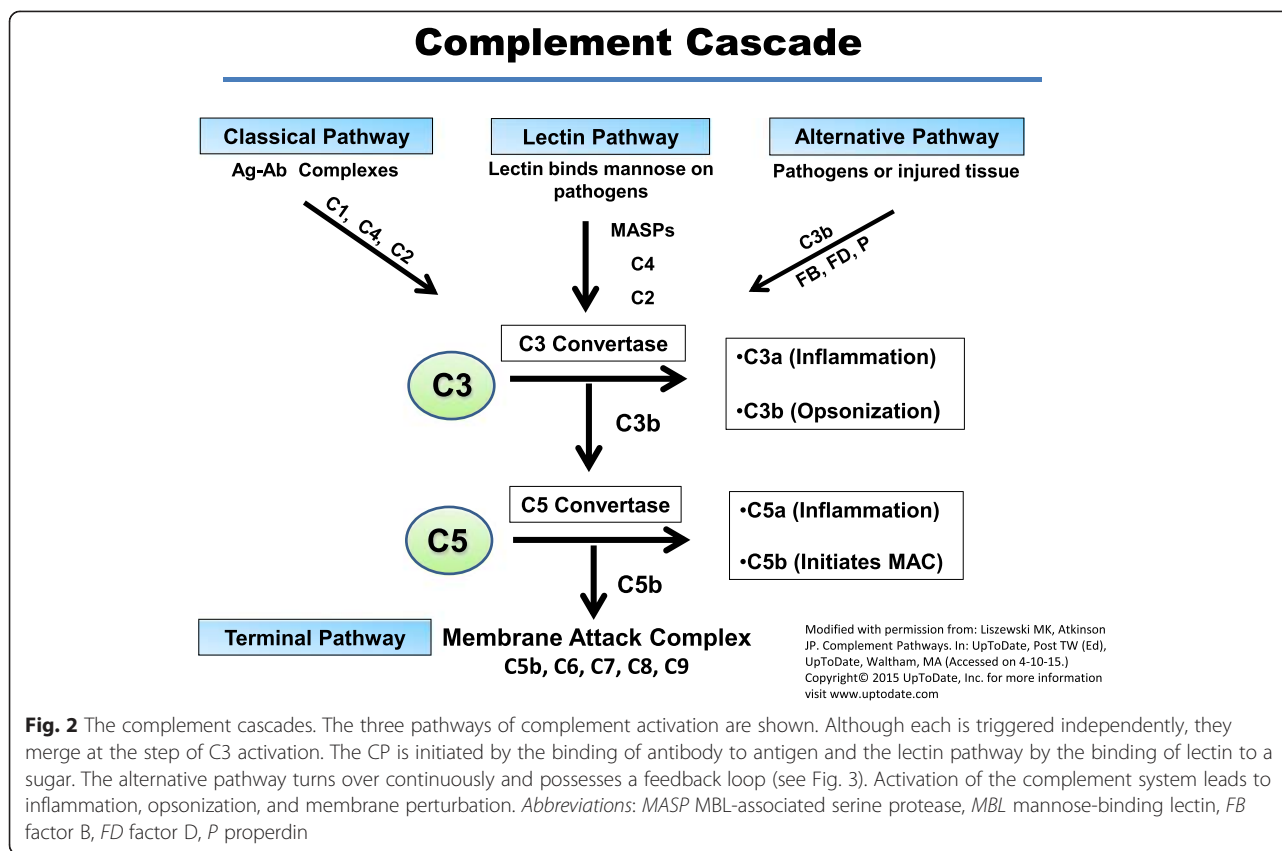 Complement Cascade
Classical Pathway
Ag-Ab Complexes
C1, C4, C2
Lectin Pathway
Lectin binds mannose on
pathogens
MASPs
C4
C2
Alternative Pathway
Pathogens or injured tissue
C3b
FB, FD, P
C3 Convertase
C3
C3b
•C3a (Inflammation)
•C3b (Opsonization)
C5 Convertase
C5
C5b
•C5a (Inflammation)
•C5b (Initiates MAC)
Terminal Pathway
Membrane Attack Complex
C5b, C6, C7, C8, C9
Modified with permission from: Liszewski MK, Atkinson
JP. Complement Pathways. In: UpToDate, Post TW (Ed),
UpToDate, Waltham, MA (Accessed on 4-10-15.)
Copyright© 2015 UpToDate, Inc. for more information
visit www.uptodate.com
Fig. 2 The complement cascades. The three pathways of complement activation are shown. Although each is triggered independently, they
merge at the step of C3 activation. The CP is initiated by the binding of antibody to antigen and the lectin pathway by the binding of lectin to a
sugar. The alternative pathway turns over continuously and possesses a feedback loop (see Fig. 3). Activation of the complement system leads to
inflammation, opsonization, and membrane perturbation. Abbreviations: MASP MBL-associated serine protease, MBL mannose-binding lectin, FB
factor B, FD factor D, P properdin